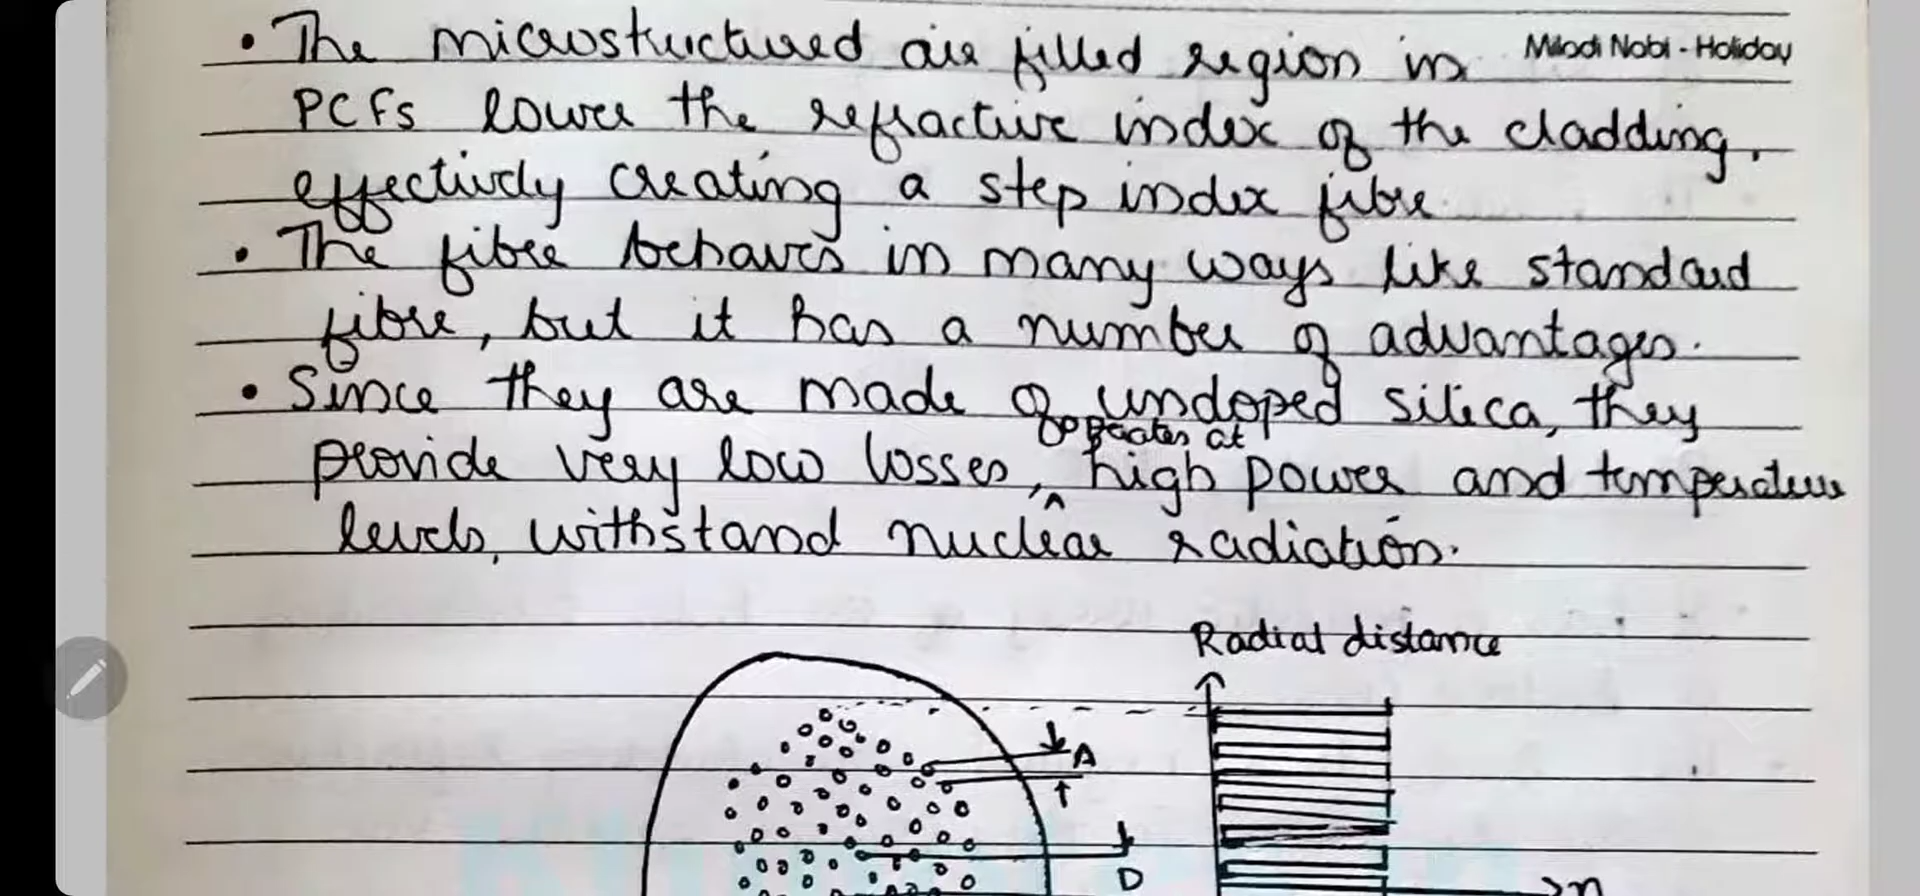 • The microstructured air filled region in
Miladi Nabi - Holiday
PCFs lower the refractive index of the cladding,
effectively creating a step index fibre
• The fibre behaves in many ways like standard
fibre, but it has a number of advantages.
• Since they are made of undoped silica, they
operates at
provide very low losses, ^ high power and temperature
levels, withstand nuclear radiation.
Radial distance
A
D
n